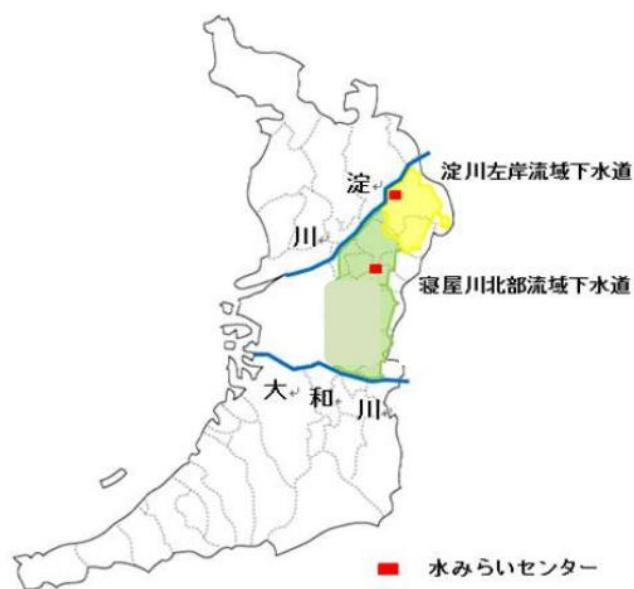 淀川左岸流域下水道
淀
川
寝屋川北部流域下水道
大和川
水みらいセンター